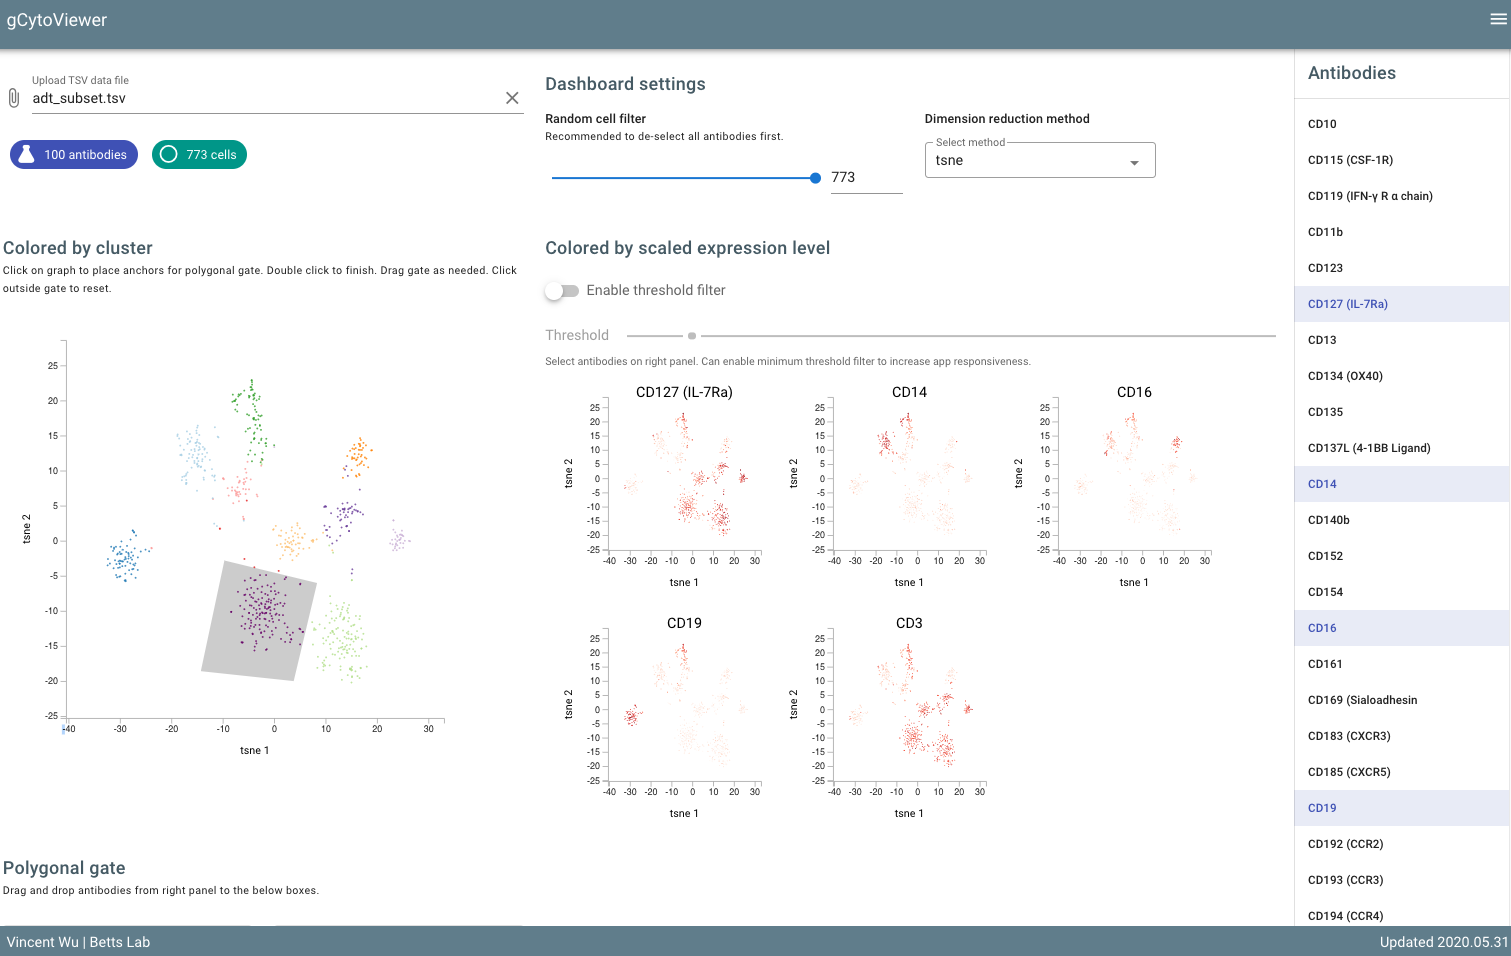 gCytoViewer
Upload TSV data file
adt_subset.tsv
100 antibodies
773 cells
Dashboard settings
Random cell filter
Recommended to de-select all antibodies first.
773
Dimension reduction method
Select method
tsne
Colored by cluster
Click on graph to place anchors for polygonal gate. Double click to finish. Drag gate as needed. Click
outside gate to reset.
25
20
15
10
5
0
-5
-10
-15
-20
-25
tsne 2
-40 -30 -20 -10 0 10 20 30
tsne 1
Colored by scaled expression level
Enable threshold filter
Threshold
Select antibodies on right panel. Can enable minimum threshold filter to increase app responsiveness.
CD127 (IL-7Ra)
25
20
15
10
5
0
-5
-10
-15
-20
-25
tsne 2
-40 -30 -20 -10 0 10 20 30
tsne 1
CD14
25
20
15
10
5
0
-5
-10
-15
-20
-25
tsne 2
-40 -30 -20 -10 0 10 20 30
tsne 1
CD16
25
20
15
10
5
0
-5
-10
-15
-20
-25
tsne 2
-40 -30 -20 -10 0 10 20 30
tsne 1
CD19
25
20
15
10
5
0
-5
-10
-15
-20
-25
tsne 2
-40 -30 -20 -10 0 10 20 30
tsne 1
CD3
25
20
15
10
5
0
-5
-10
-15
-20
-25
tsne 2
-40 -30 -20 -10 0 10 20 30
tsne 1
Polygonal gate
Drag and drop antibodies from right panel to the below boxes.
Antibodies
CD10
CD115 (CSF-1R)
CD119 (IFN-γ R α chain)
CD11b
CD123
CD127 (IL-7Ra)
CD13
CD134 (OX40)
CD135
CD137L (4-1BB Ligand)
CD14
CD140b
CD152
CD154
CD16
CD161
CD169 (Sialoadhesin
CD183 (CXCR3)
CD185 (CXCR5)
CD19
CD192 (CCR2)
CD193 (CCR3)
CD194 (CCR4)
Vincent Wu | Betts Lab
Updated 2020.05.31